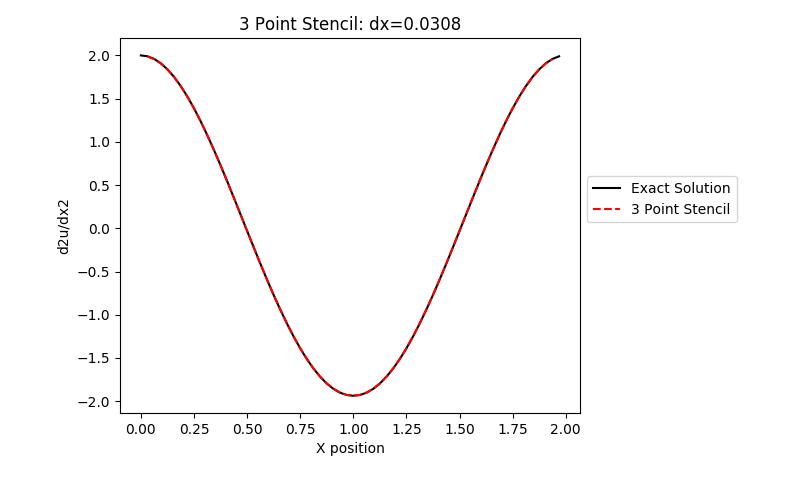 3 Point Stencil: dx=0.0308
2.0
1.5
1.0
0.5
0.0
−0.5
−1.0
−1.5
−2.0
d2u/dx2
0.00 0.25 0.50 0.75 1.00 1.25 1.50 1.75 2.00
X position
Exact Solution
3 Point Stencil